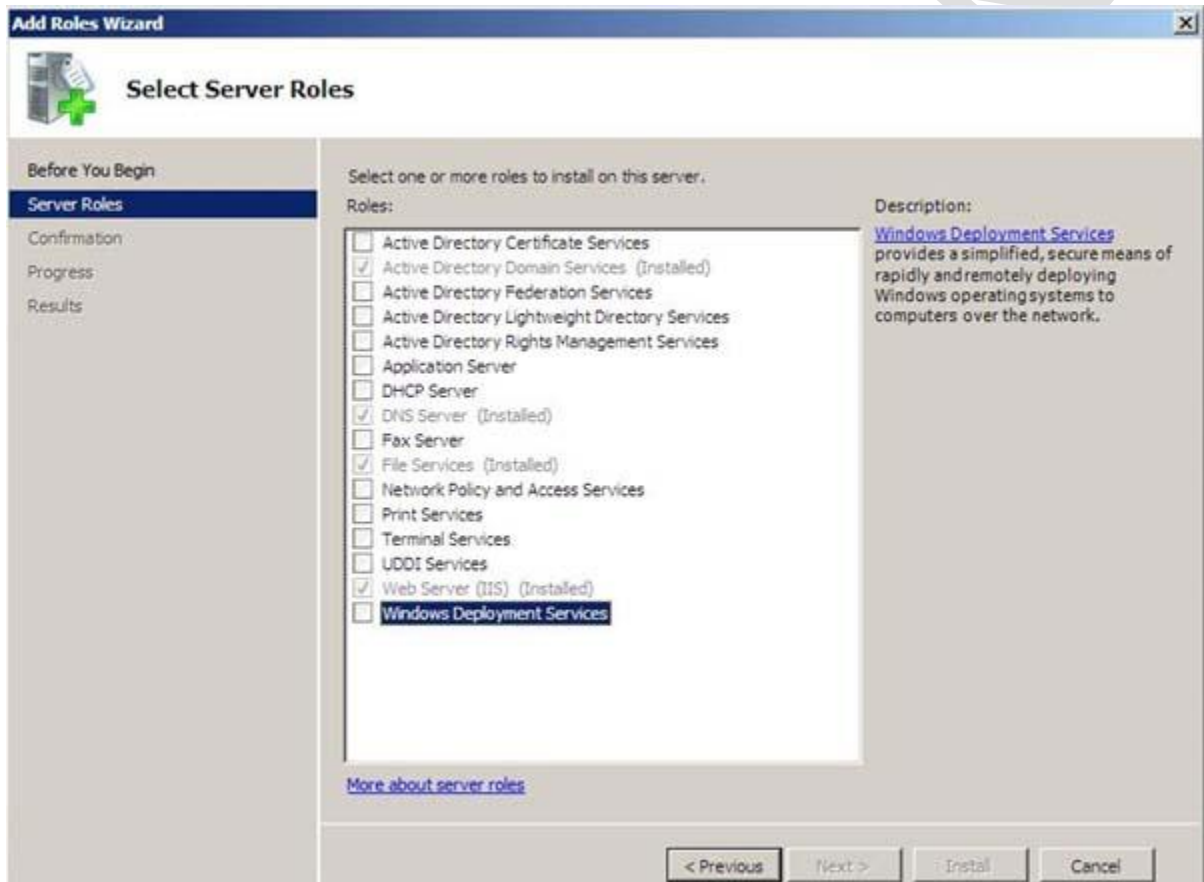 Add Roles Wizard
Select Server Roles
Before You Begin
Server Roles
Confirmation
Progress
Results
Select one or more roles to install on this server.
Roles:
Active Directory Certificate Services
Active Directory Domain Services (Installed)
Active Directory Federation Services
Active Directory Lightweight Directory Services
Active Directory Rights Management Services
Application Server
DHCP Server
DNS Server (Installed)
Fax Server
File Services (Installed)
Network Policy and Access Services
Print Services
Terminal Services
UDDI Services
Web Server (IIS) (Installed)
Windows Deployment Services
More about server roles
Description:
Windows Deployment Services
provides a simplified, secure means of
rapidly and remotely deploying
Windows operating systems to
computers over the network.
< Previous
Next >
Install
Cancel